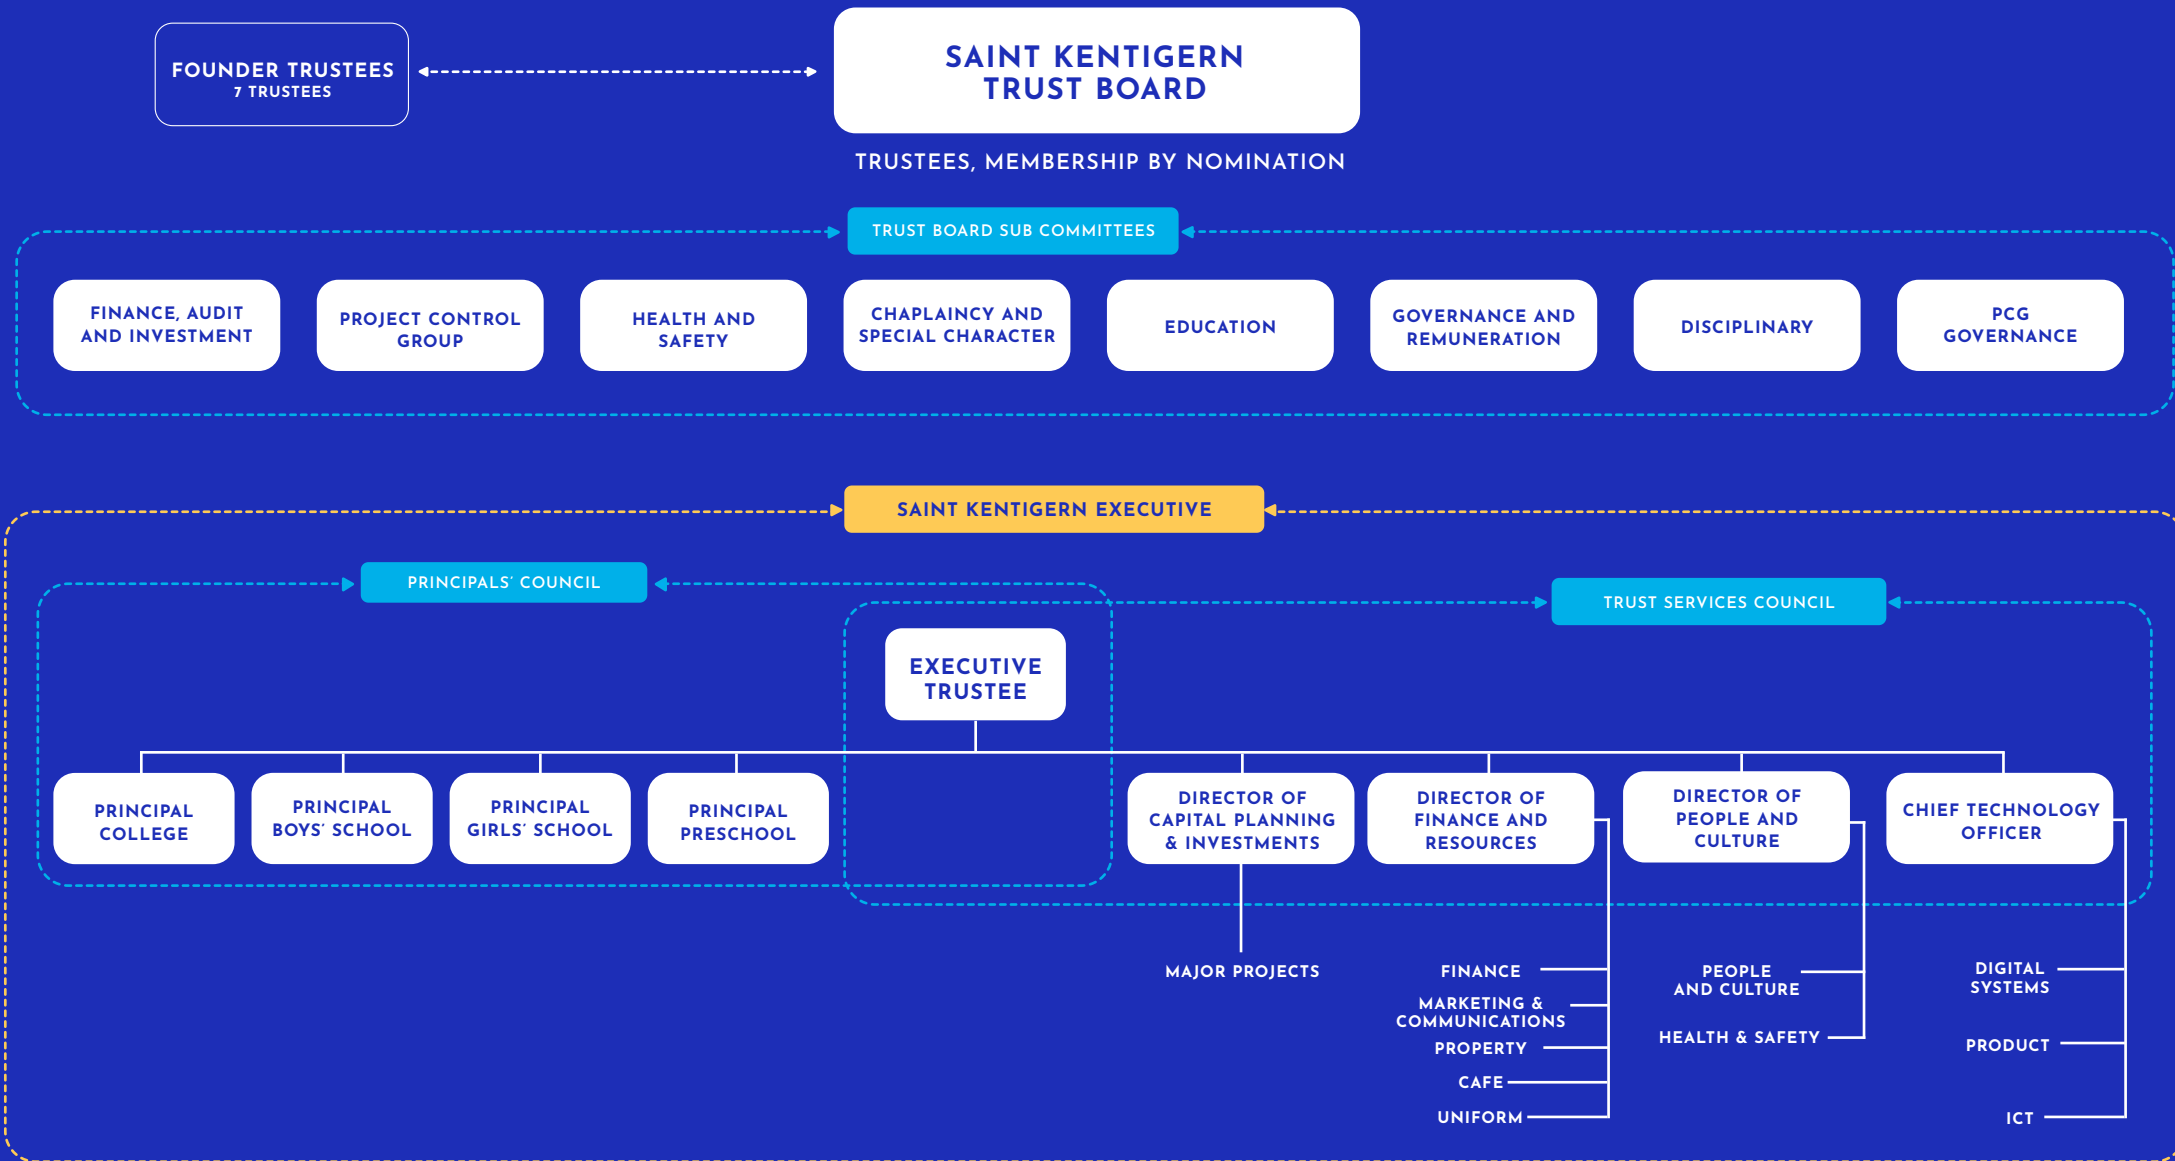 FOUNDER TRUSTEES
7 TRUSTEES
SAINT KENTIGERN
TRUST BOARD
TRUSTEES, MEMBERSHIP BY NOMINATION
TRUST BOARD SUB COMMITTEES
FINANCE, AUDIT
AND INVESTMENT
PROJECT CONTROL
GROUP
HEALTH AND
SAFETY
CHAPLAINCY AND
SPECIAL CHARACTER
EDUCATION
GOVERNANCE AND
REMUNERATION
DISCIPLINARY
PCG
GOVERNANCE
SAINT KENTIGERN EXECUTIVE
PRINCIPALS’ COUNCIL
TRUST SERVICES COUNCIL
EXECUTIVE
TRUSTEE
PRINCIPAL
COLLEGE
PRINCIPAL
BOYS’ SCHOOL
PRINCIPAL
GIRLS’ SCHOOL
PRINCIPAL
PRESCHOOL
DIRECTOR OF
CAPITAL PLANNING
& INVESTMENTS
DIRECTOR OF
FINANCE AND
RESOURCES
DIRECTOR OF
PEOPLE AND
CULTURE
CHIEF TECHNOLOGY
OFFICER
MAJOR PROJECTS
FINANCE
MARKETING &
COMMUNICATIONS
PROPERTY
CAFE
UNIFORM
PEOPLE
AND CULTURE
HEALTH & SAFETY
DIGITAL
SYSTEMS
PRODUCT
ICT